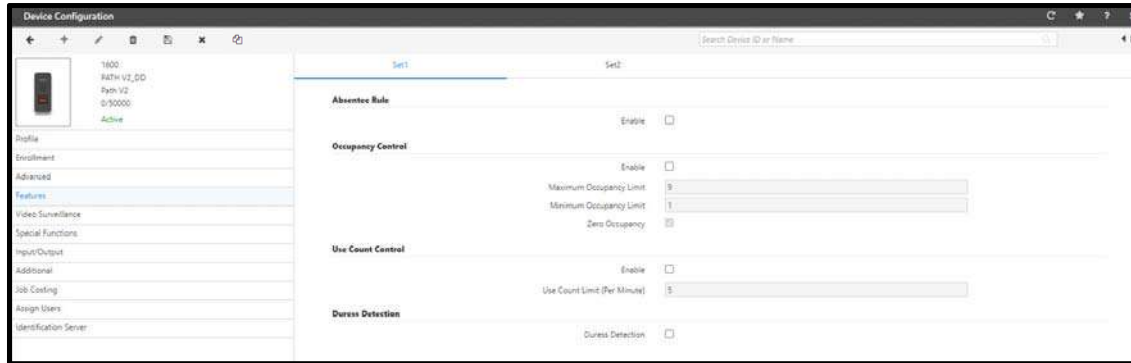 Device Configuration
Search Device ID or Name
1600
PATH V2_DD
Path V2
0/50000
Active
Profile
Enrollment
Advanced
Features
Video Surveillance
Special Functions
Input/Output
Additional
Job Costing
Assign Users
Identification Server
Set1
Set2
Absentee Rule
Enable
Occupancy Control
Enable
Maximum Occupancy Limit 9
Minimum Occupancy Limit 1
Zero Occupancy
Use Count Control
Enable
Use Count Limit (Per Minute) 5
Duress Detection
Duress Detection